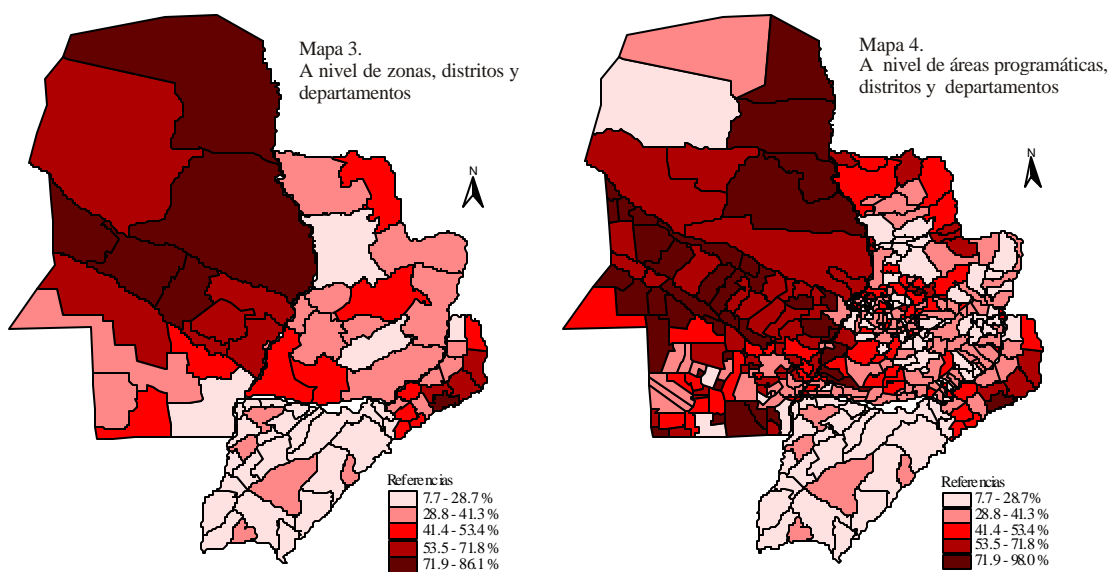 Mapa 3.
A nivel de zonas, distritos y
departamentos
N
Referencias
7.7 - 28.7 %
28.8 - 41.3 %
41.4 - 53.4 %
53.5 - 71.8 %
71.9 - 86.1 %
Mapa 4.
A nivel de áreas programáticas,
distritos y departamentos
N
Referencias
7.7 - 28.7%
28.8 - 41.3 %
41.4 - 53.4 %
53.5 - 71.8 %
71.9 - 98.0 %